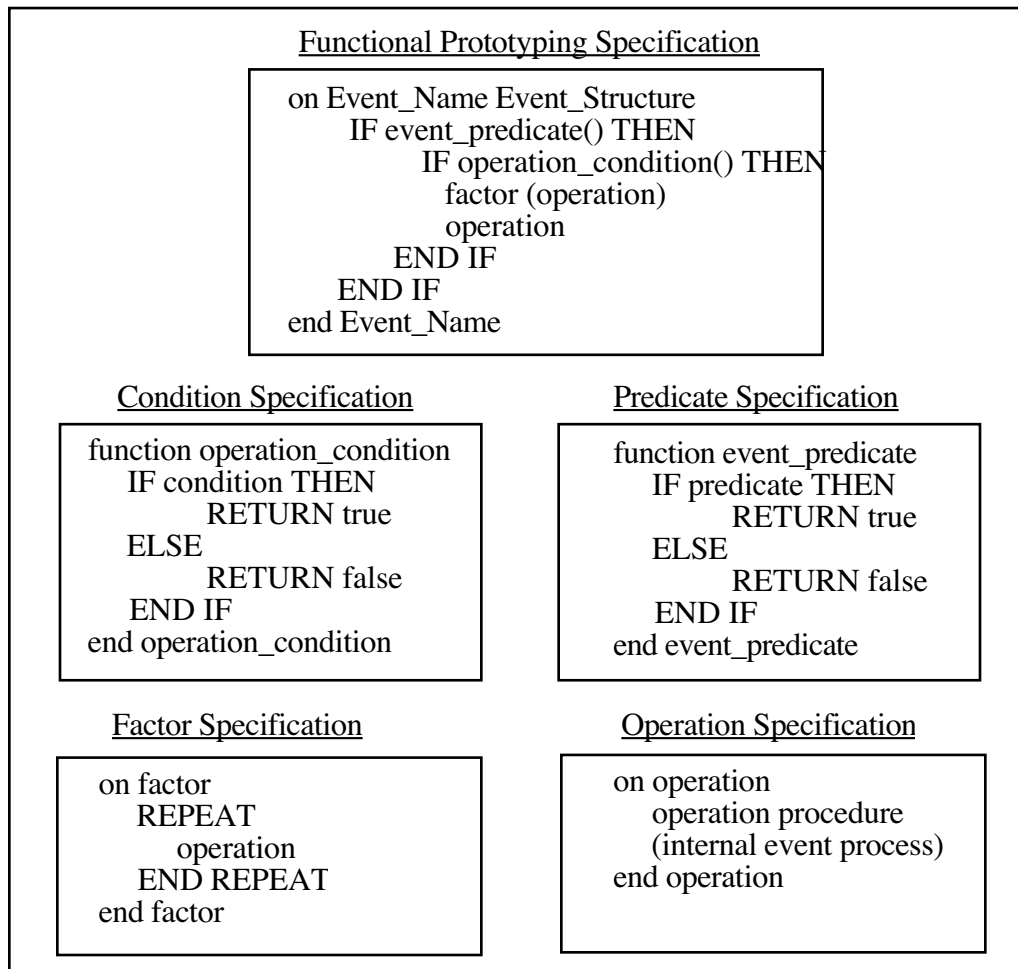 Functional Prototyping Specification
on Event_Name Event_Structure
IF event_predicate() THEN
IF operation_condition() THEN
factor (operation)
operation
END IF
END IF
end Event_Name
Condition Specification
function operation_condition
IF condition THEN
RETURN true
ELSE
RETURN false
END IF
end operation_condition
Predicate Specification
function event_predicate
IF predicate THEN
RETURN true
ELSE
RETURN false
END IF
end event_predicate
Factor Specification
on factor
REPEAT
operation
END REPEAT
end factor
Operation Specification
on operation
operation procedure
(internal event process)
end operation